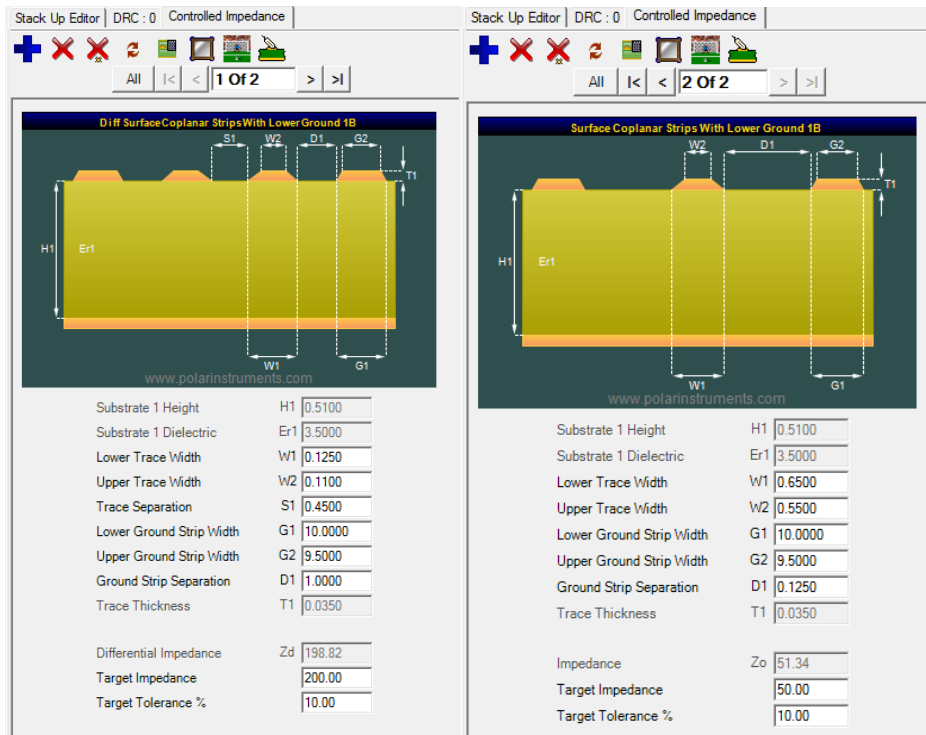 Stack Up Editor | DRC : 0 | Controlled Impedance
All |< < 1 Of 2 > >|
Diff Surface Coplanar Strips With Lower Ground 1B
S1 W2 D1 G2
T1
H1 Er1
W1 G1
www.polarinstruments.com
Substrate 1 Height H1 0.5100
Substrate 1 Dielectric Er1 3.5000
Lower Trace Width W1 0.1250
Upper Trace Width W2 0.1100
Trace Separation S1 0.4500
Lower Ground Strip Width G1 10.0000
Upper Ground Strip Width G2 9.5000
Ground Strip Separation D1 1.0000
Trace Thickness T1 0.0350
Differential Impedance Zd 198.82
Target Impedance 200.00
Target Tolerance % 10.00
Stack Up Editor | DRC : 0 | Controlled Impedance
All |< < 2 Of 2 > >|
Surface Coplanar Strips With Lower Ground 1B
W2 D1 G2
T1
H1 Er1
W1 G1
www.polarinstruments.com
Substrate 1 Height H1 0.5100
Substrate 1 Dielectric Er1 3.5000
Lower Trace Width W1 0.6500
Upper Trace Width W2 0.5500
Lower Ground Strip Width G1 10.0000
Upper Ground Strip Width G2 9.5000
Ground Strip Separation D1 0.1250
Trace Thickness T1 0.0350
Impedance Zo 51.34
Target Impedance 50.00
Target Tolerance % 10.00